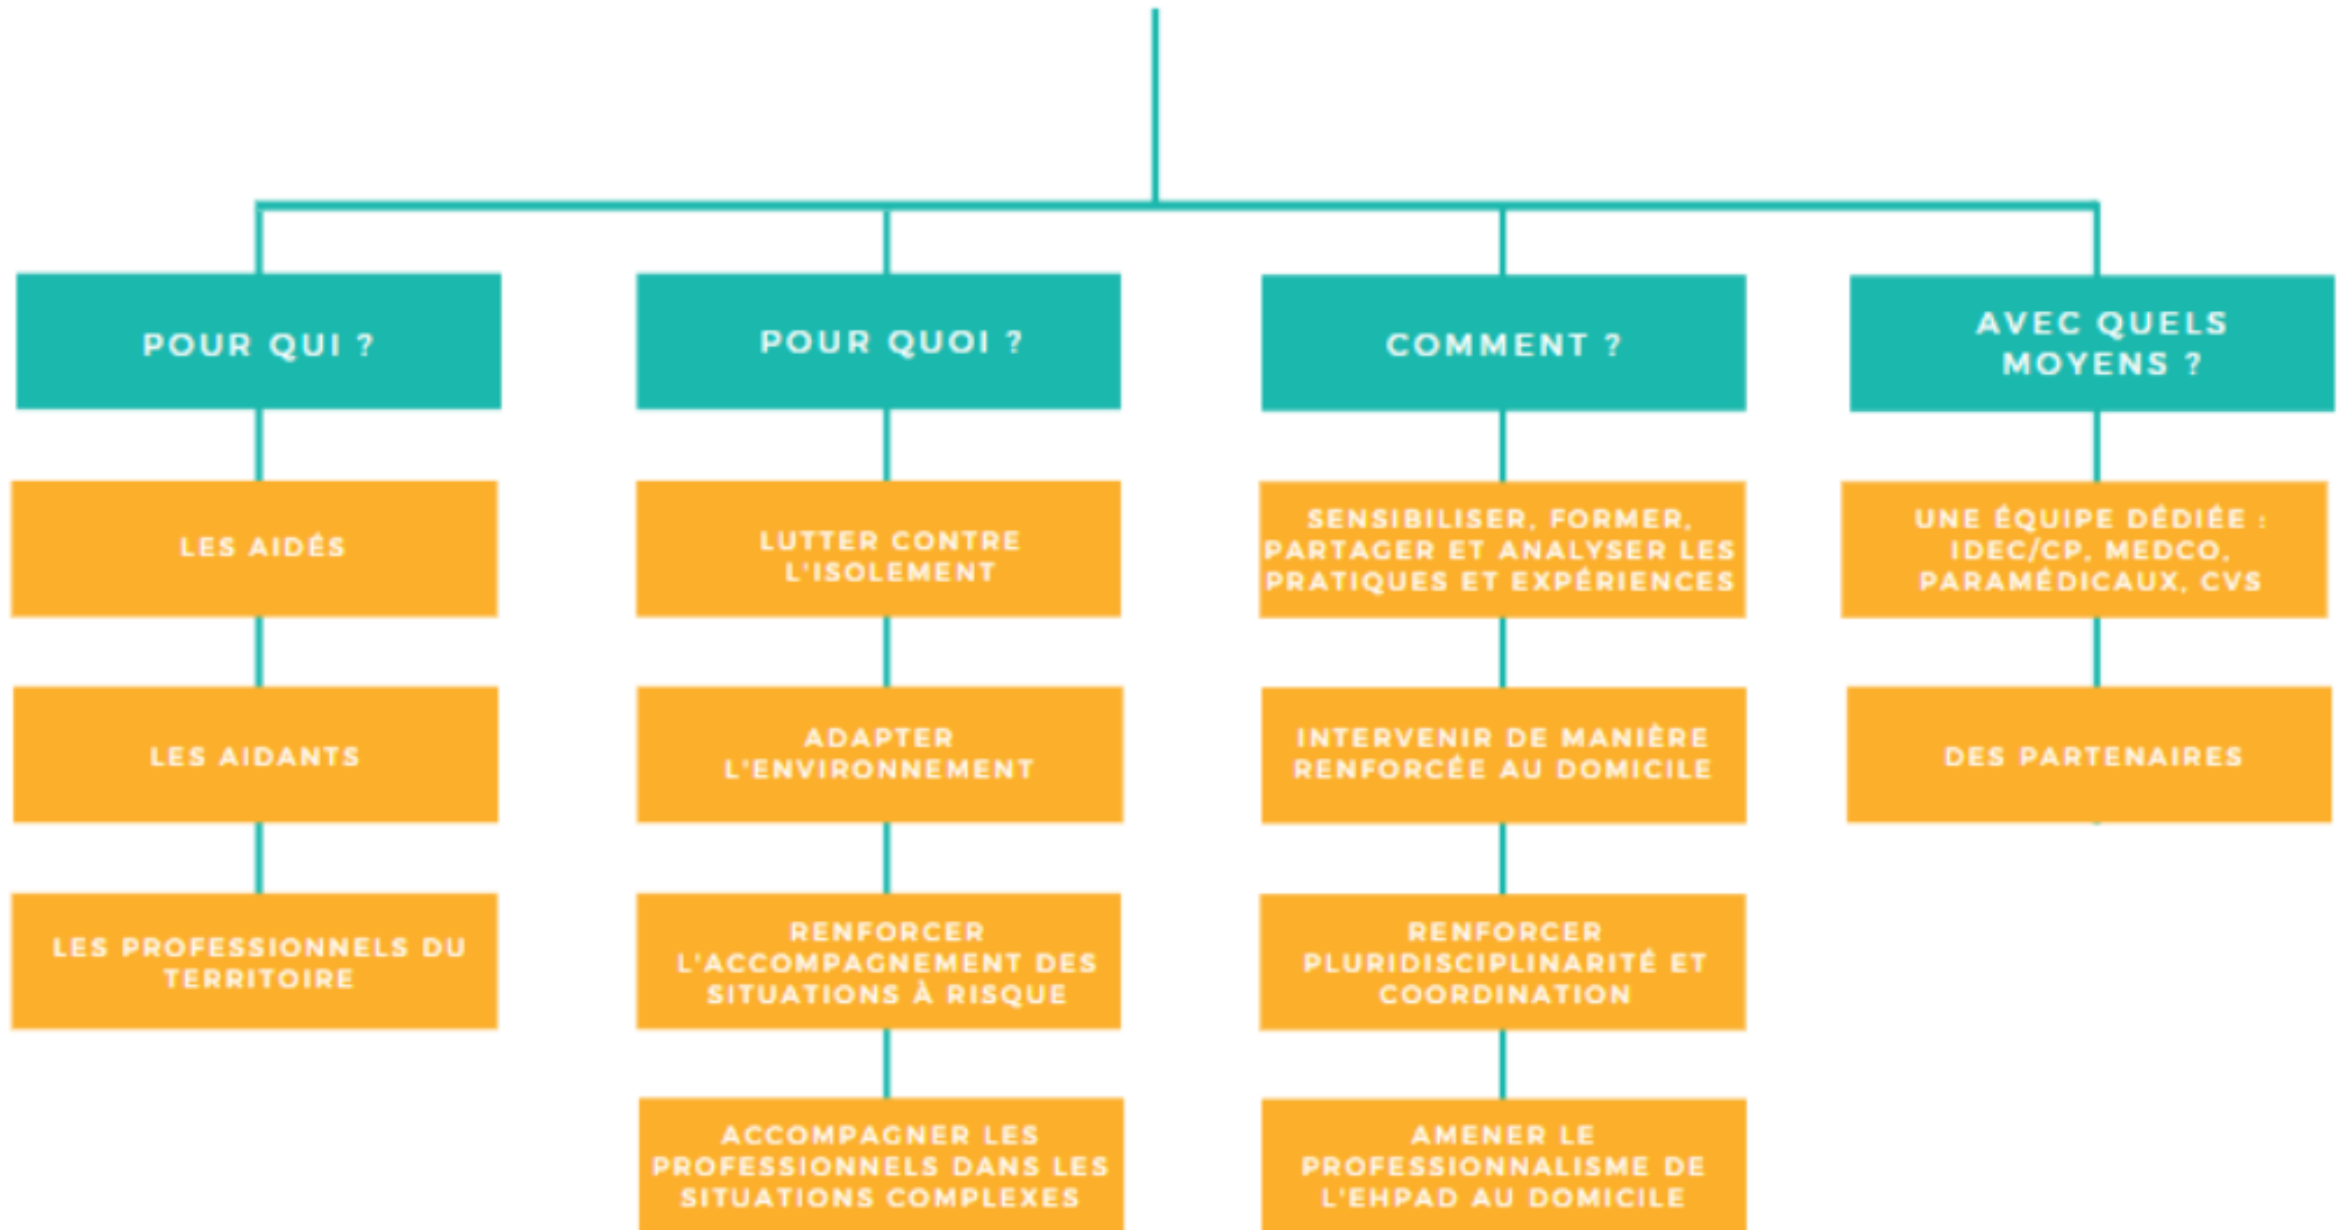 POUR QUI ?
LES AIDÉS
LES AIDANTS
LES PROFESSIONNELS DU
TERRITOIRE
POUR QUOI ?
LUTTER CONTRE
L'ISOLEMENT
ADAPTER
L'ENVIRONNEMENT
RENFORCER
L'ACCOMPAGNEMENT DES
SITUATIONS À RISQUE
ACCOMPAGNER LES
PROFESSIONNELS DANS LES
SITUATIONS COMPLEXES
COMMENT ?
SENSIBILISER, FORMER,
PARTAGER ET ANALYSER LES
PRATIQUES ET EXPÉRIENCES
INTERVENIR DE MANIÈRE
RENFORCÉE AU DOMICILE
RENFORCER
PLURIDISCIPLINARITÉ ET
COORDINATION
AMENER LE
PROFESSIONNALISME DE
L'EHPAD AU DOMICILE
AVEC QUELS
MOYENS ?
UNE ÉQUIPE DÉDIÉE :
IDEC/CP, MEDCO,
PARAMÉDICAUX, CVS
DES PARTENAIRES